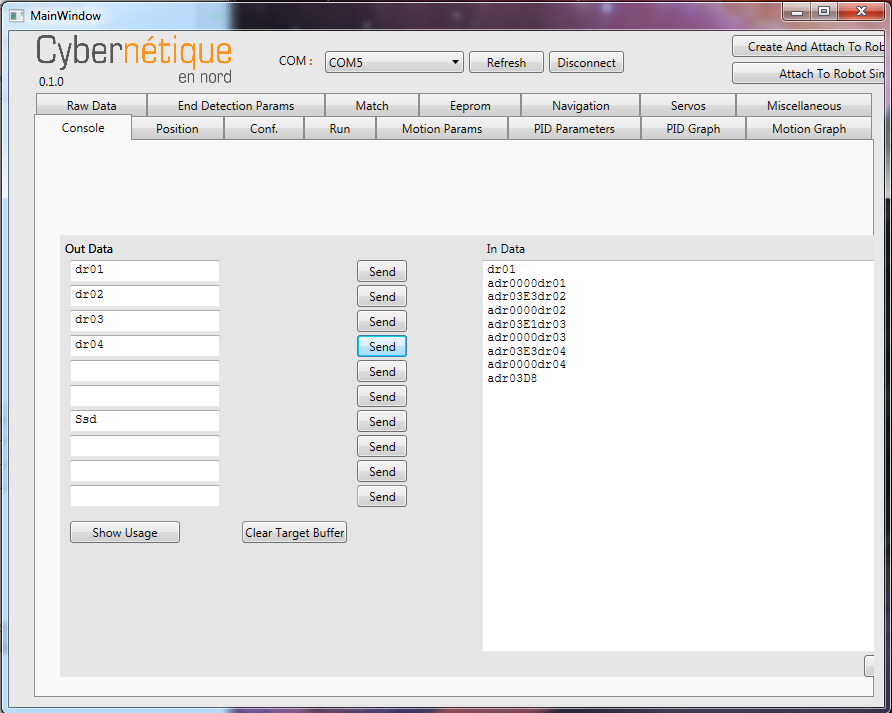 MainWindow
Cybernétique
en nord
0.1.0
COM :
COM5
Refresh
Disconnect
Create And Attach To Rob
Attach To Robot Sim
Raw Data
End Detection Params
Match
Eeprom
Navigation
Servos
Miscellaneous
Console
Position
Conf.
Run
Motion Params
PID Parameters
PID Graph
Motion Graph
Out Data
In Data
dr01
Send
dr02
Send
dr03
Send
dr04
Send
Send
Send
Ssd
Send
Send
Send
Send
Show Usage
Clear Target Buffer
dr01
adr0000dr01
adr03E3dr02
adr0000dr02
adr03E1dr03
adr0000dr03
adr03E3dr04
adr0000dr04
adr03D8